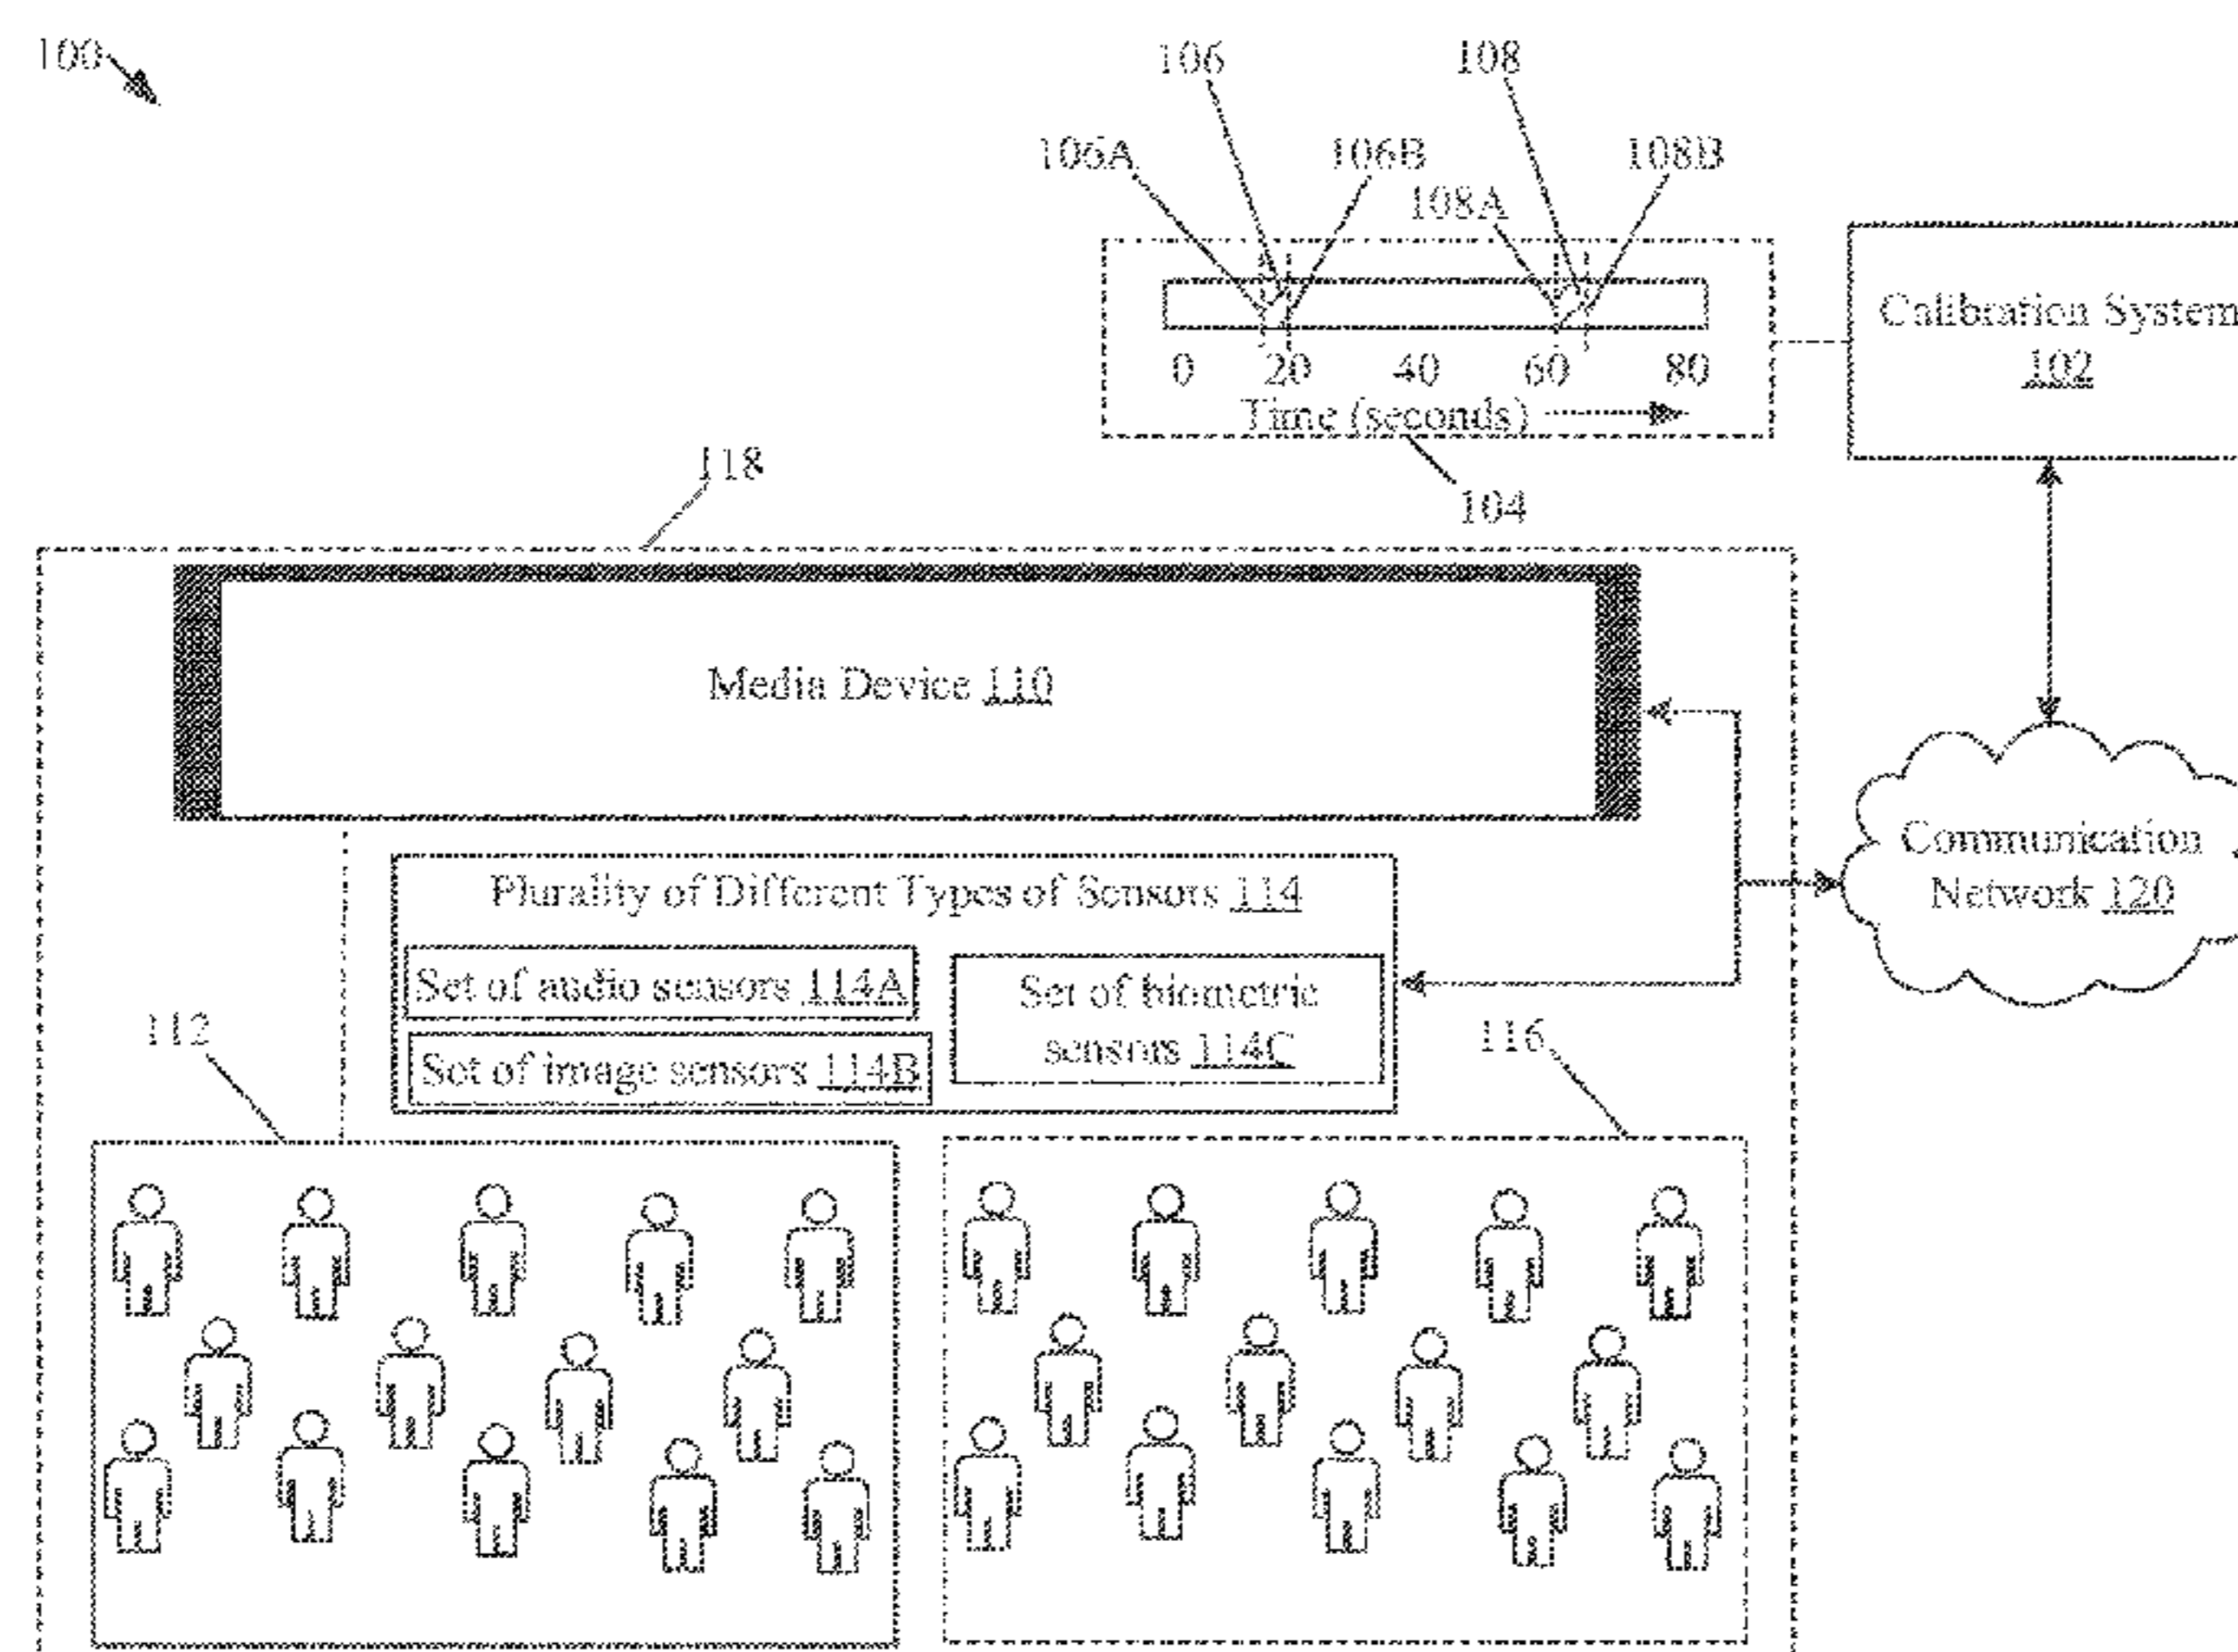 100
106
108
106A
106B
108A
108B
Calibration System
102
0 20 40 60 80
Time (seconds)
104
118
Media Device 110
Communication
Network 120
Plurality of Different Types of Sensors 114
Set of audio sensors 114A
Set of image sensors 114B
Set of biometric
sensors 114C
112
116